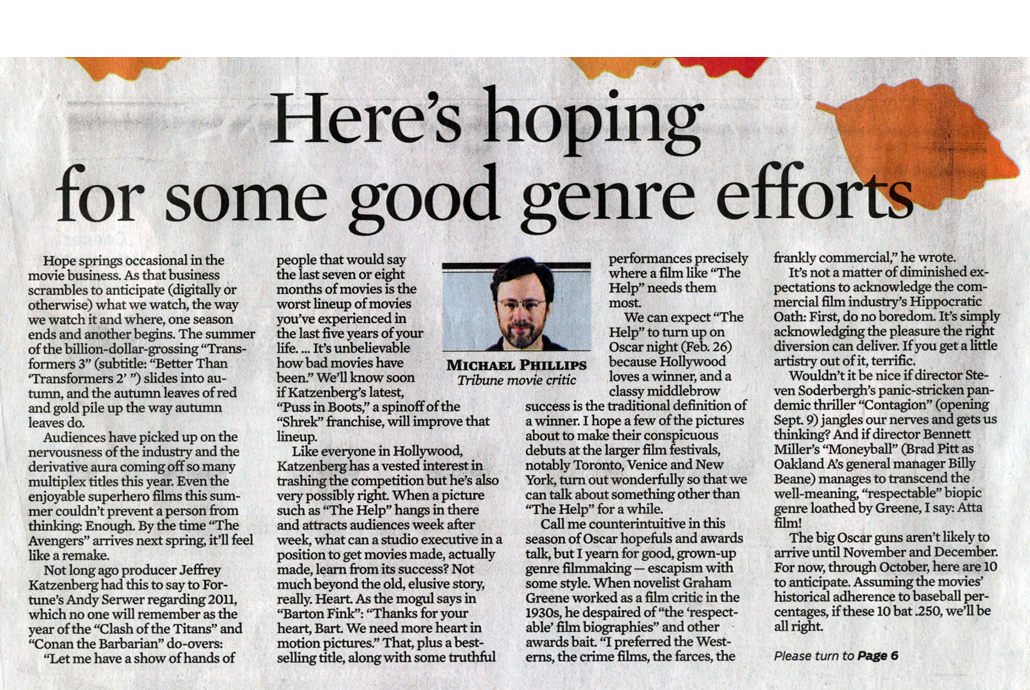 Here's hoping
for some good genre efforts
Hope springs occasional in the
movie business. As that business
scrambles to anticipate (digitally or
otherwise) what we watch, the way
we watch it and where, one season
ends and another begins. The summer
of the billion-dollar-grossing “Trans-
formers 3” (subtitle: “Better Than
‘Transformers 2’ ”) slides into au-
tumn, and the autumn leaves of red
and gold pile up the way autumn
leaves do.
Audiences have picked up on the
nervousness of the industry and the
derivative aura coming off so many
multiplex titles this year. Even the
enjoyable superhero films this sum-
mer couldn't prevent a person from
thinking: Enough. By the time “The
Avengers” arrives next spring, it'll feel
like a remake.
Not long ago producer Jeffrey
Katzenberg had this to say to For-
tune's Andy Serwer regarding 2011,
which no one will remember as the
year of the “Clash of the Titans” and
“Conan the Barbarian” do-overs:
“Let me have a show of hands of
people that would say
the last seven or eight
months of movies is the
worst lineup of movies
you've experienced in
the last five years of your
life. ... It's unbelievable
how bad movies have
been.” We'll know soon
if Katzenberg's latest,
“Puss in Boots,” a spinoff of the
“Shrek” franchise, will improve that
lineup.
Like everyone in Hollywood,
Katzenberg has a vested interest in
trashing the competition but he's also
very possibly right. When a picture
such as “The Help” hangs in there
and attracts audiences week after
week, what can a studio executive in a
position to get movies made, actually
made, learn from its success? Not
much beyond the old, elusive story,
really. Heart. As the mogul says in
“Barton Fink”: “Thanks for your
heart, Bart. We need more heart in
motion pictures.” That, plus a best-
selling title, along with some truthful
MICHAEL PHILLIPS
Tribune movie critic
performances precisely
where a film like “The
Help” needs them
most.
We can expect “The
Help” to turn up on
Oscar night (Feb. 26)
because Hollywood
loves a winner, and a
classy middlebrow
success is the traditional definition of
a winner. I hope a few of the pictures
about to make their conspicuous
debuts at the larger film festivals,
notably Toronto, Venice and New
York, turn out wonderfully so that we
can talk about something other than
“The Help” for a while.
Call me counterintuitive in this
season of Oscar hopefuls and awards
talk, but I yearn for good, grown-up
genre filmmaking — escapism with
some style. When novelist Graham
Greene worked as a film critic in the
1930s, he despaired of “the ‘respect-
able’ film biographies” and other
awards bait. “I preferred the West-
erns, the crime films, the farces, the
frankly commercial,” he wrote.
It's not a matter of diminished ex-
pectations to acknowledge the com-
mercial film industry's Hippocratic
Oath: First, do no boredom. It's simply
acknowledging the pleasure the right
diversion can deliver. If you get a little
artistry out of it, terrific.
Wouldn't it be nice if director Ste-
ven Soderbergh's panic-stricken pan-
demic thriller “Contagion” (opening
Sept. 9) jangles our nerves and gets us
thinking? And if director Bennett
Miller's “Moneyball” (Brad Pitt as
Oakland A's general manager Billy
Beane) manages to transcend the
well-meaning, “respectable” biopic
genre loathed by Greene, I say: Atta
film!
The big Oscar guns aren't likely to
arrive until November and December.
For now, through October, here are 10
to anticipate. Assuming the movies'
historical adherence to baseball per-
centages, if these 10 bat .250, we'll be
all right.
Please turn to Page 6